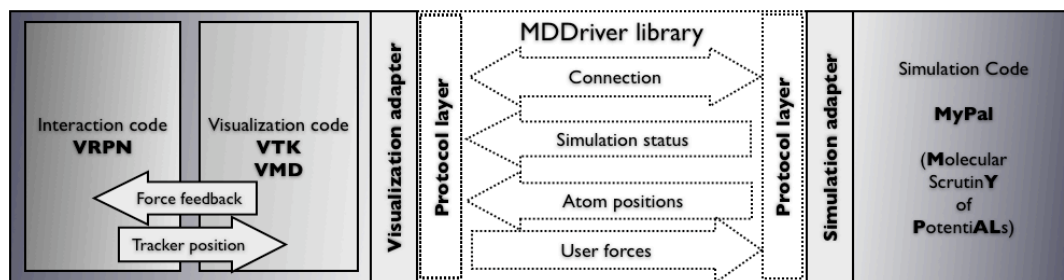 Interaction code
VRPN
Visualization code
VTK
VMD
Force feedback
Tracker position
Visualization adapter
Protocol layer
MDDriver library
Connection
Simulation status
Atom positions
User forces
Protocol layer
Simulation adapter
Simulation Code
MyPal
(Molecular
ScrutinY
of
PotentiALs)